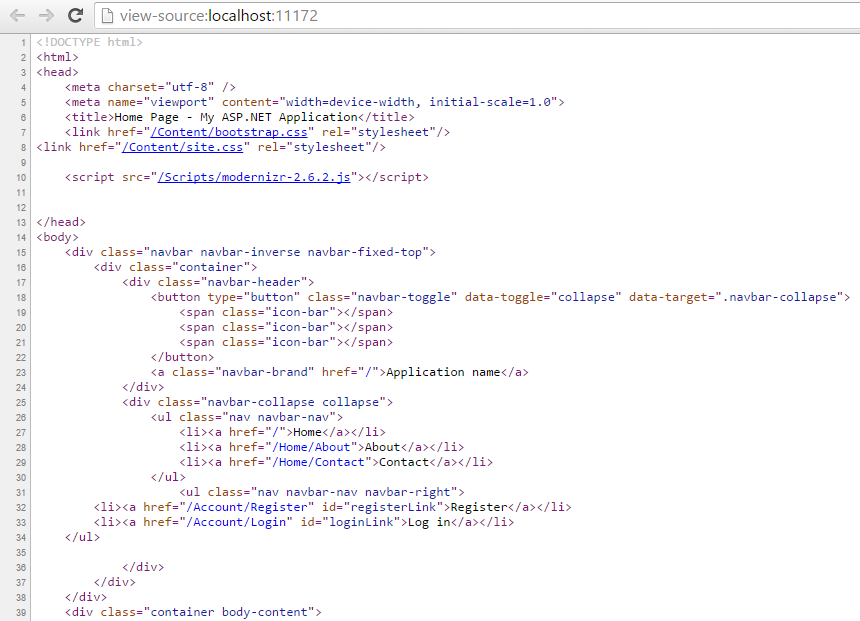 view-source:localhost:11172
1 <!DOCTYPE html>
2 <html>
3 <head>
4     <meta charset="utf-8" />
5     <meta name="viewport" content="width=device-width, initial-scale=1.0">
6     <title>Home Page - My ASP.NET Application</title>
7     <link href="/Content/bootstrap.css" rel="stylesheet"/>
8 <link href="/Content/site.css" rel="stylesheet"/>
9
10     <script src="/Scripts/modernizr-2.6.2.js"></script>
11
12
13 </head>
14 <body>
15     <div class="navbar navbar-inverse navbar-fixed-top">
16         <div class="container">
17             <div class="navbar-header">
18                 <button type="button" class="navbar-toggle" data-toggle="collapse" data-target=".navbar-collapse">
19                     <span class="icon-bar"></span>
20                     <span class="icon-bar"></span>
21                     <span class="icon-bar"></span>
22                 </button>
23                 <a class="navbar-brand" href="/">Application name</a>
24             </div>
25             <div class="navbar-collapse collapse">
26                 <ul class="nav navbar-nav">
27                     <li><a href="/">Home</a></li>
28                     <li><a href="/Home/About">About</a></li>
29                     <li><a href="/Home/Contact">Contact</a></li>
30                 </ul>
31                     <ul class="nav navbar-nav navbar-right">
32         <li><a href="/Account/Register" id="registerLink">Register</a></li>
33         <li><a href="/Account/Login" id="loginLink">Log in</a></li>
34     </ul>
35
36             </div>
37         </div>
38     </div>
39     <div class="container body-content">